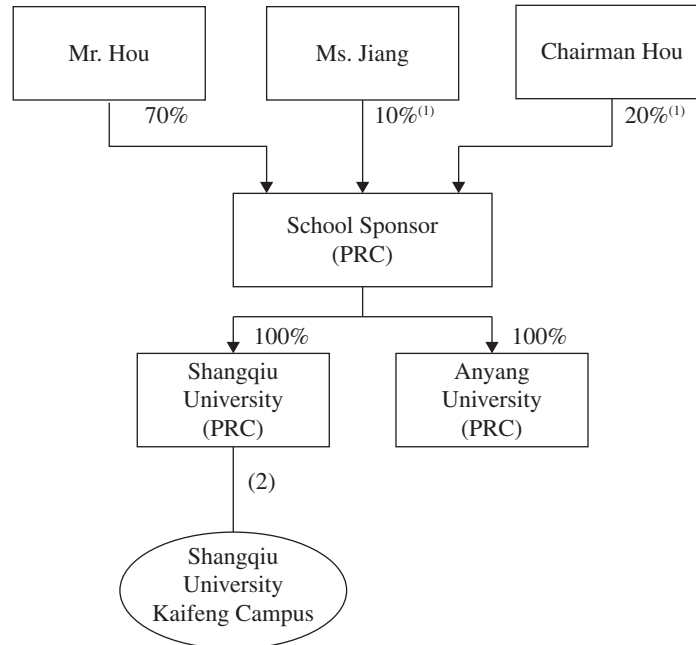 Mr. Hou
Ms. Jiang
Chairman Hou
70%
10%(1)
20%(1)
School Sponsor
(PRC)
100%
100%
Shangqiu
University
(PRC)
Anyang
University
(PRC)
(2)
Shangqiu
University
Kaifeng Campus